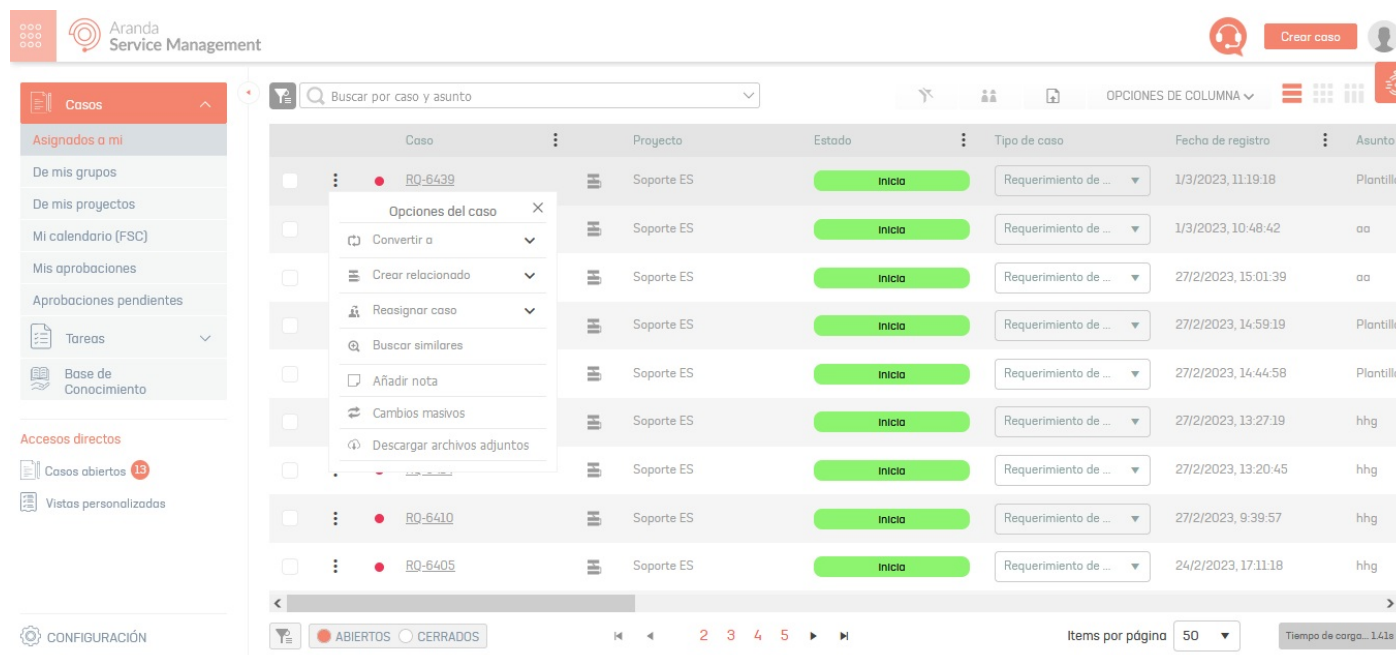 Aranda
Service Management
Crear caso
Casos
Asignados a mi
De mis grupos
De mis proyectos
Mi calendario (FSC)
Mis aprobaciones
Aprobaciones pendientes
Tareas
Base de
Conocimiento
Accesos directos
Casos abiertos 13
Vistas personalizadas
CONFIGURACIÓN
Buscar por caso y asunto
OPCIONES DE COLUMNA
Caso Proyecto Estado Tipo de caso Fecha de registro Asunto
RQ-6439 Soporte ES Inicia Requerimiento de ... 1/3/2023, 11:19:18 Plantill
Soporte ES Inicia Requerimiento de ... 1/3/2023, 10:48:42 aa
Soporte ES Inicia Requerimiento de ... 27/2/2023, 15:01:39 aa
Soporte ES Inicia Requerimiento de ... 27/2/2023, 14:59:19 Plantill
Soporte ES Inicia Requerimiento de ... 27/2/2023, 14:44:58 Plantill
Soporte ES Inicia Requerimiento de ... 27/2/2023, 13:27:19 hhg
Soporte ES Inicia Requerimiento de ... 27/2/2023, 13:20:45 hhg
RQ-6410 Soporte ES Inicia Requerimiento de ... 27/2/2023, 9:39:57 hhg
RQ-6405 Soporte ES Inicia Requerimiento de ... 24/2/2023, 17:11:18 hhg
Opciones del caso
Convertir a
Crear relacionado
Reasignar caso
Buscar similares
Añadir nota
Cambios masivos
Descargar archivos adjuntos
ABIERTOS CERRADOS
2 3 4 5
Items por página 50
Tiempo de carga... 1.41s